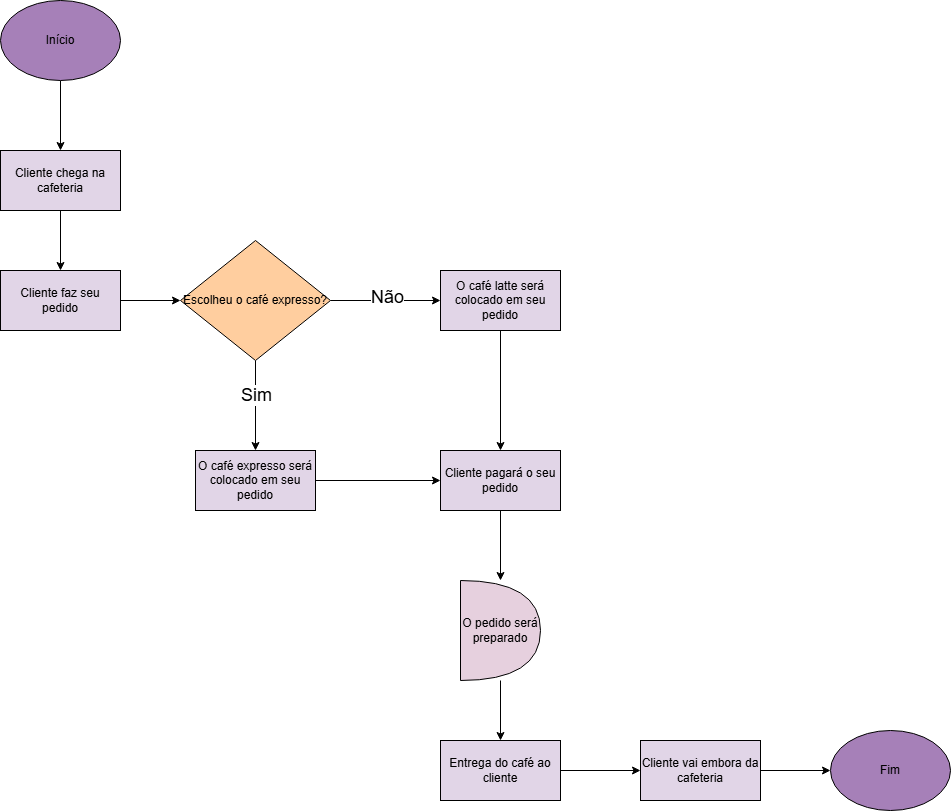 Início
Cliente chega na
cafeteria
Cliente faz seu
pedido
Escolheu o café expresso?
Não
O café latte será
colocado em seu
pedido
Sim
O café expresso será
colocado em seu
pedido
Cliente pagará o seu
pedido
O pedido será
preparado
Entrega do café ao
cliente
Cliente vai embora da
cafeteria
Fim